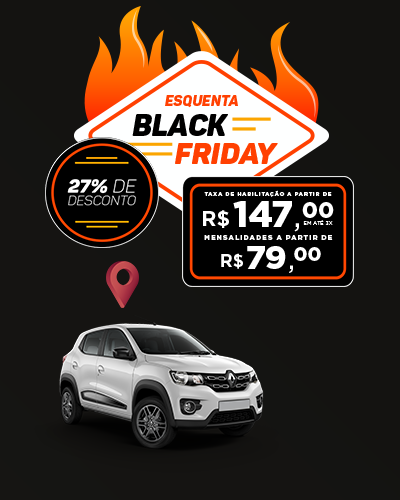 ESQUENTA
BLACK
FRIDAY
27% DE
DESCONTO
TAXA DE HABILITAÇÃO A PARTIR DE
R$147,00
EM ATÉ 3X
MENSALIDADES A PARTIR DE
R$79,00